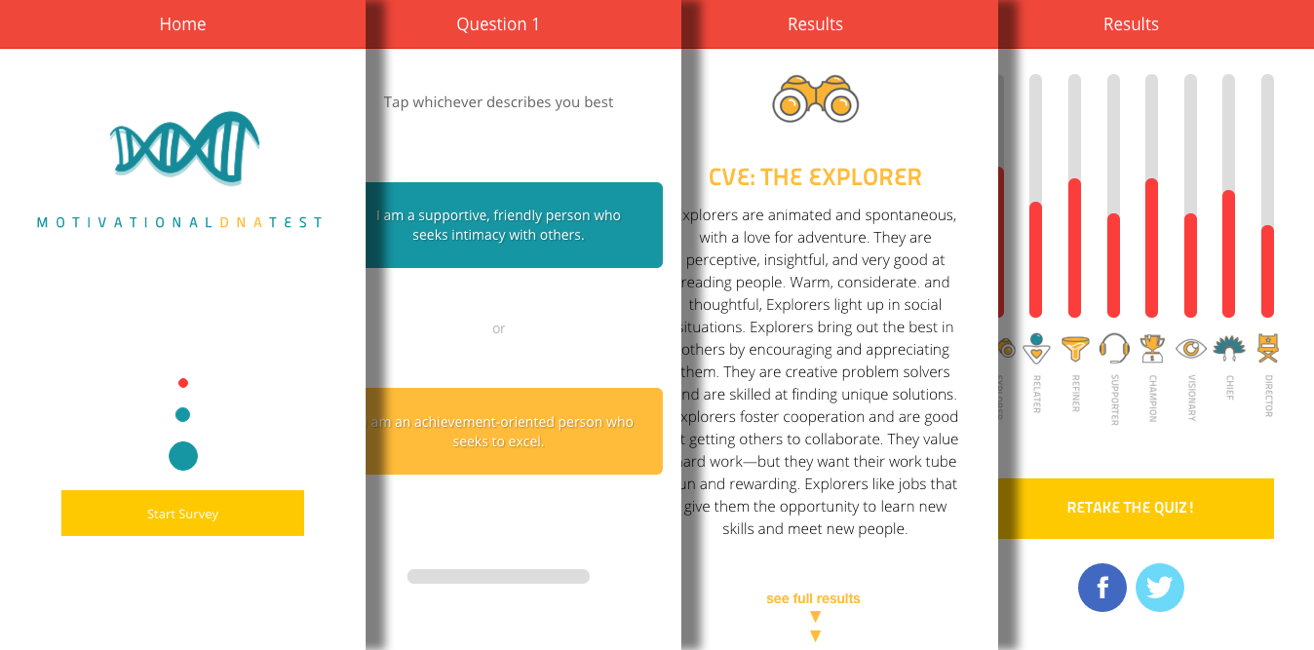 Home
MOTIVATIONALDNATEST
Start Survey
Question 1
Tap whichever describes you best
I am a supportive, friendly person who
seeks intimacy with others.
or
am an achievement-oriented person who
seeks to excel.
Results
CVE: THE EXPLORER
xplorers are animated and spontaneous,
with a love for adventure. They are
perceptive, insightful, and very good at
reading people. Warm, considerate. and
thoughtful, Explorers light up in social
situations. Explorers bring out the best in
others by encouraging and appreciating
them. They are creative problem solvers
nd are skilled at finding unique solutions.
xplorers foster cooperation and are good
t getting others to collaborate. They value
ard work—but they want their work tube
un and rewarding. Explorers like jobs that
give them the opportunity to learn new
skills and meet new people.
see full results
Results
RELATER
REFINER
SUPPORTER
CHAMPION
VISIONARY
CHIEF
DIRECTOR
RETAKE THE QUIZ!